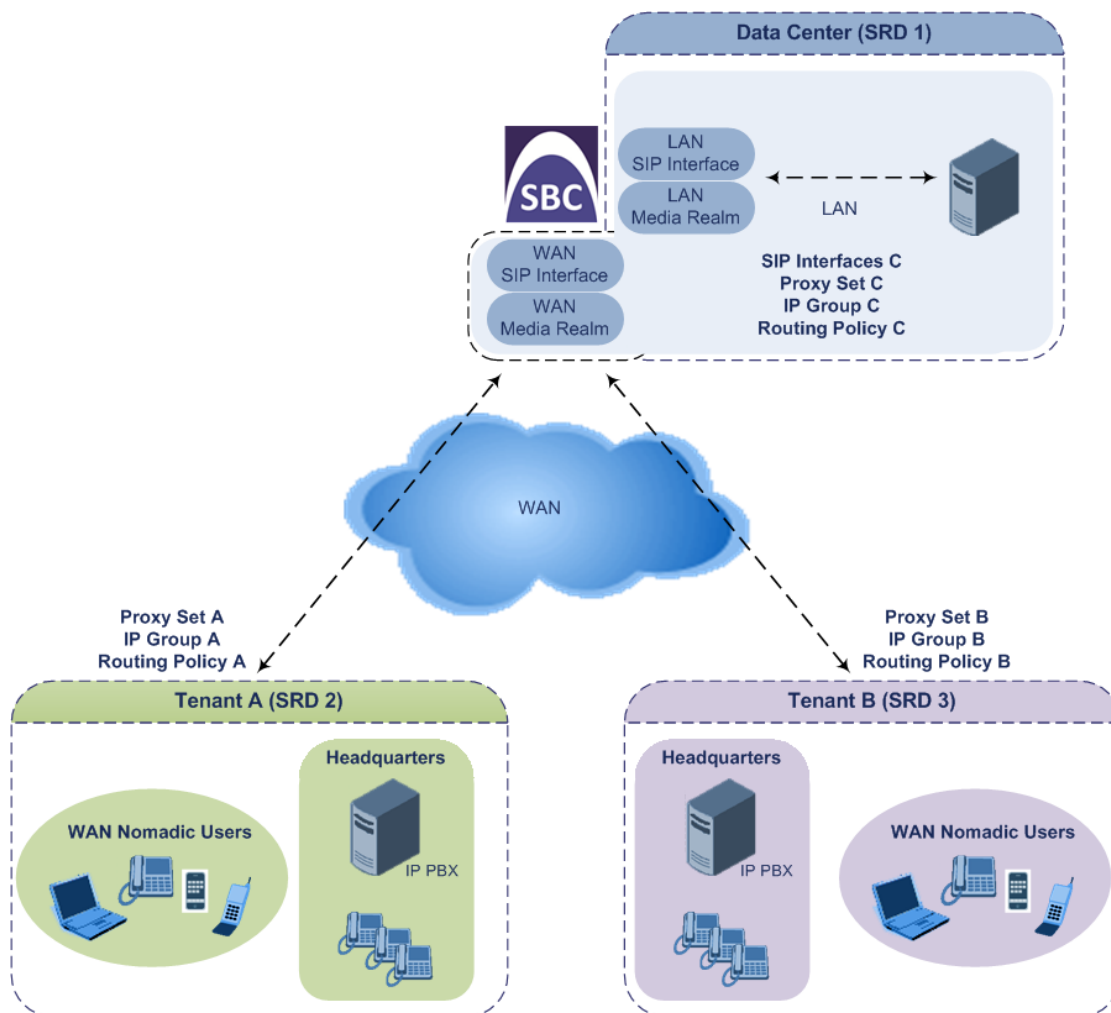 Data Center (SRD 1)
LAN
SIP Interface
LAN
Media Realm
LAN
SBC
WAN
SIP Interface
WAN
Media Realm
SIP Interfaces C
Proxy Set C
IP Group C
Routing Policy C
WAN
Proxy Set A
IP Group A
Routing Policy A
Proxy Set B
IP Group B
Routing Policy B
Tenant A (SRD 2)
WAN Nomadic Users
Headquarters
IP PBX
Tenant B (SRD 3)
Headquarters
IP PBX
WAN Nomadic Users